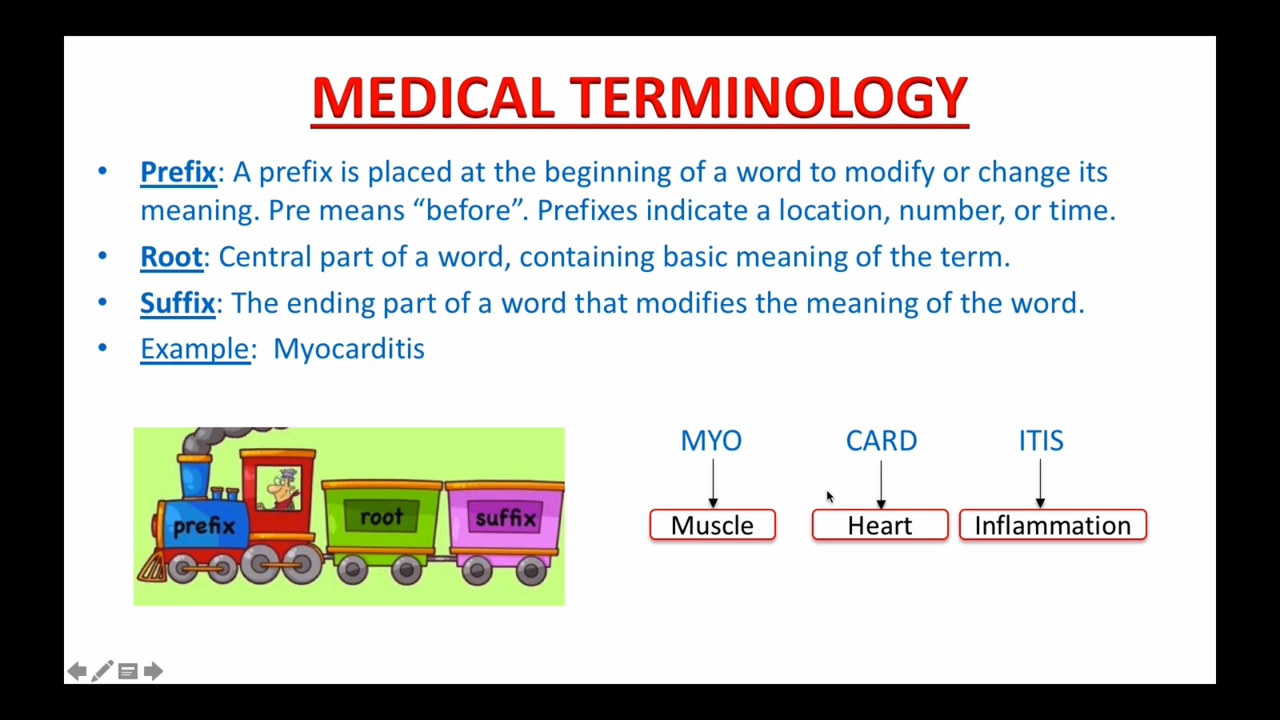 MEDICAL TERMINOLOGY
• Prefix: A prefix is placed at the beginning of a word to modify or change its
meaning. Pre means “before”. Prefixes indicate a location, number, or time.
• Root: Central part of a word, containing basic meaning of the term.
• Suffix: The ending part of a word that modifies the meaning of the word.
• Example: Myocarditis
prefix root suffix
MYO CARD ITIS
Muscle Heart Inflammation